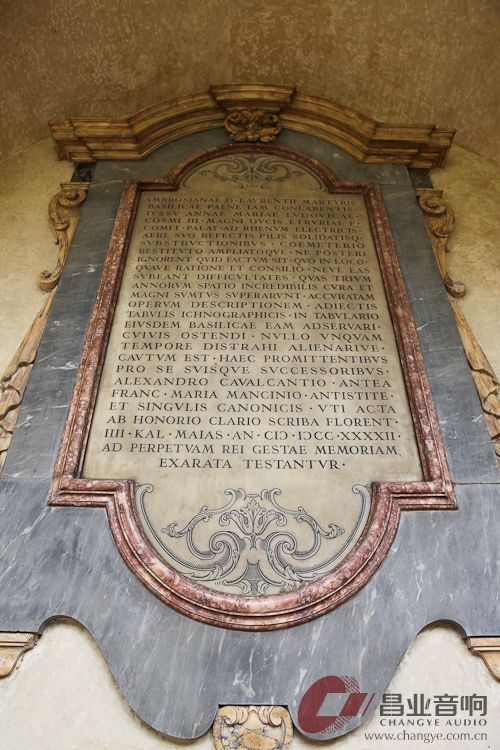 AMBROSIANAE D · LAVRENTII MARTYRIS
BASILICAE PAENE IAM CONLABENTIS
IVSSV ANNAE MARIAE LVDOVICAE
COSMI III · MAGNI DVCIS ETRVRIAE F ·
COMIT · PALAT · AD RHENVM ELECTRICIS ·
AERE SVO REFECTIS PILIS SOLIDATISQ ·
SVBSTRVCTIONIBVS · COEMETERIO
RESTITVTO AMPLIATOQVE · NE POSTERI
IGNORENT QVID FACTVM SIT · QVO IN LOCO ·
QVAVE RATIONE ET CONSILIO · NEVE EAS
SVBEANT DIFFICVLTATES · QVAS TRIVM
ANNORVM SPATIO INCREDIBILIS CVRA ET
MAGNI SVMTVS SVPERARVNT · ACCVRATAM
OPERVM DESCRIPTIONEM · ADIECTIS
TABVLIS ICHNOGRAPHICIS · IN TABVLARIO
EIVSDEM BASILICAE EAM ADSERVARI ·
CVIVIS OSTENDI · NVLLO VNQVAM
TEMPORE DISTRAHI ALIENARIVE ·
CAVTVM EST · HAEC PROMITTENTIBVS
PRO SE SVISQVE SVCCESSORIBVS ·
ALEXANDRO CAVALCANTIO · ANTEA
FRANC · MARIA MANCINIO · ANTISTITE ·
ET SINGVLIS CANONICIS · VTI ACTA
AB HONORIO CLARIO SCRIBA FLORENT ·
IIII · KAL · MAIAS · AN · CIƆ · IƆCC · XXXXII ·
AD PERPETVAM REI GESTAE MEMORIAM
EXARATA TESTANTVR ·
昌业音响
CHANGYE AUDIO
www.changye.com.cn